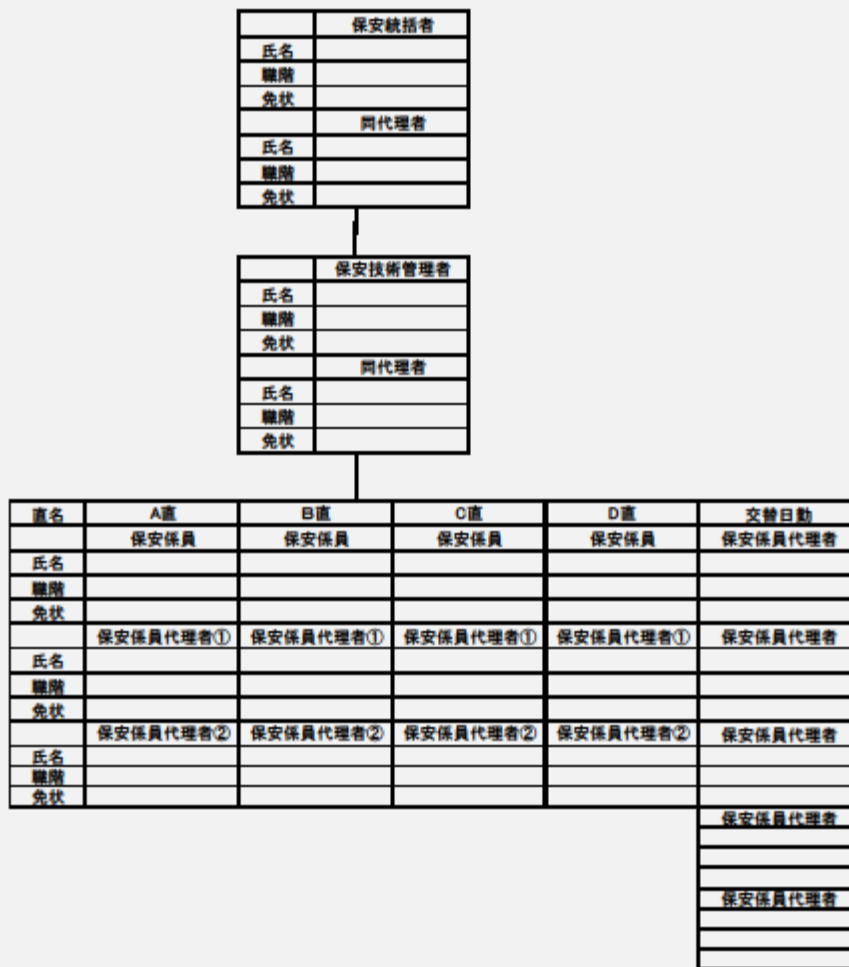 保安統括者
氏名
職階
免状
同代理者
氏名
職階
免状
保安技術管理者
氏名
職階
免状
同代理者
氏名
職階
免状
直名 A直 B直 C直 D直 交替日勤
保安係員 保安係員 保安係員 保安係員 保安係員代理者
氏名
職階
免状
保安係員代理者① 保安係員代理者① 保安係員代理者① 保安係員代理者① 保安係員代理者
氏名
職階
免状
保安係員代理者② 保安係員代理者② 保安係員代理者② 保安係員代理者② 保安係員代理者
氏名
職階
免状
保安係員代理者
保安係員代理者